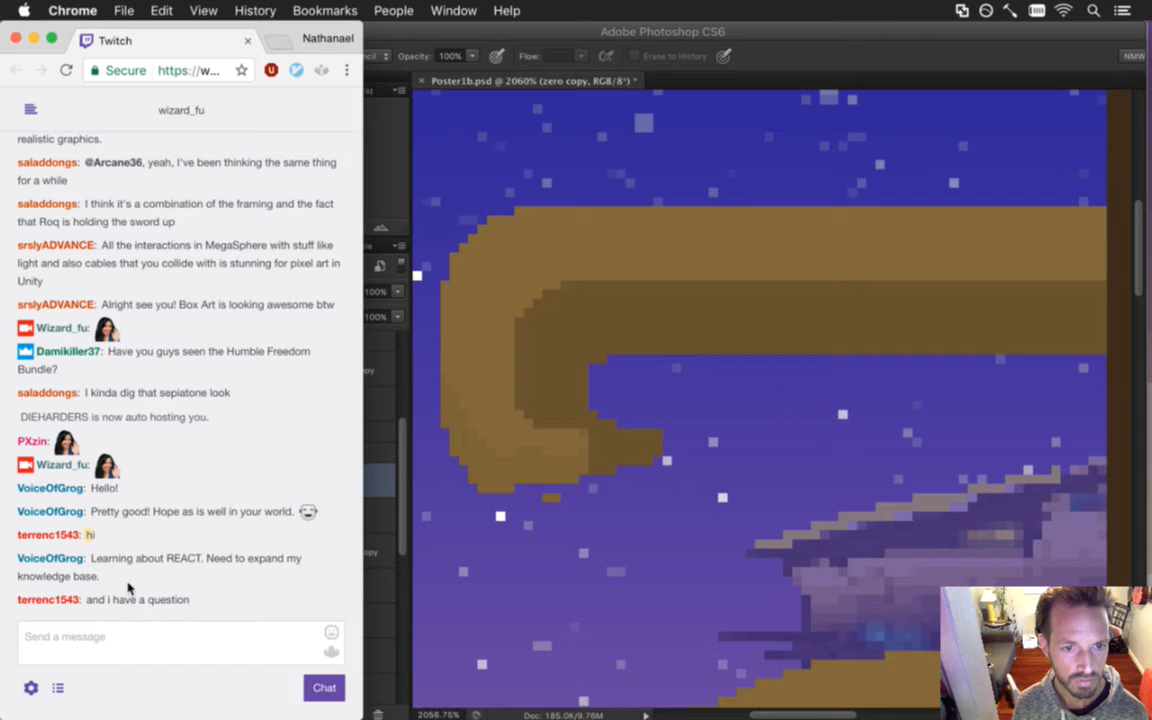 Chrome File Edit View History Bookmarks People Window Help
Twitch
Nathanael
Secure https://w...
wizard_fu
realistic graphics.
saladdongs: @Arcane36, yeah, I've been thinking the same thing
for a while
saladdongs: I think it's a combination of the framing and the fact
that Roq is holding the sword up
srslyADVANCE: All the interactions in MegaSphere with stuff like
light and also cables that you collide with is stunning for pixel art in
Unity
srslyADVANCE: Alright see you! Box Art is looking awesome btw
Wizard_fu:
Damikiller37: Have you guys seen the Humble Freedom
Bundle?
saladdongs: I kinda dig that sepiatone look
DIEHARDERS is now auto hosting you.
PXzin:
Wizard_fu:
VoiceOfGrog: Hello!
VoiceOfGrog: Pretty good! Hope as is well in your world.
terrenc1543: hi
VoiceOfGrog: Learning about REACT. Need to expand my
knowledge base.
terrenc1543: and i have a question
Send a message
Chat
Adobe Photoshop CS6
Opacity: 100% Flow: Erase to History
NMW
Poster1b.psd @ 2060% (zero copy, RGB/8*) *
100%
100%
2056.75% Doc: 185.0K/9.76M